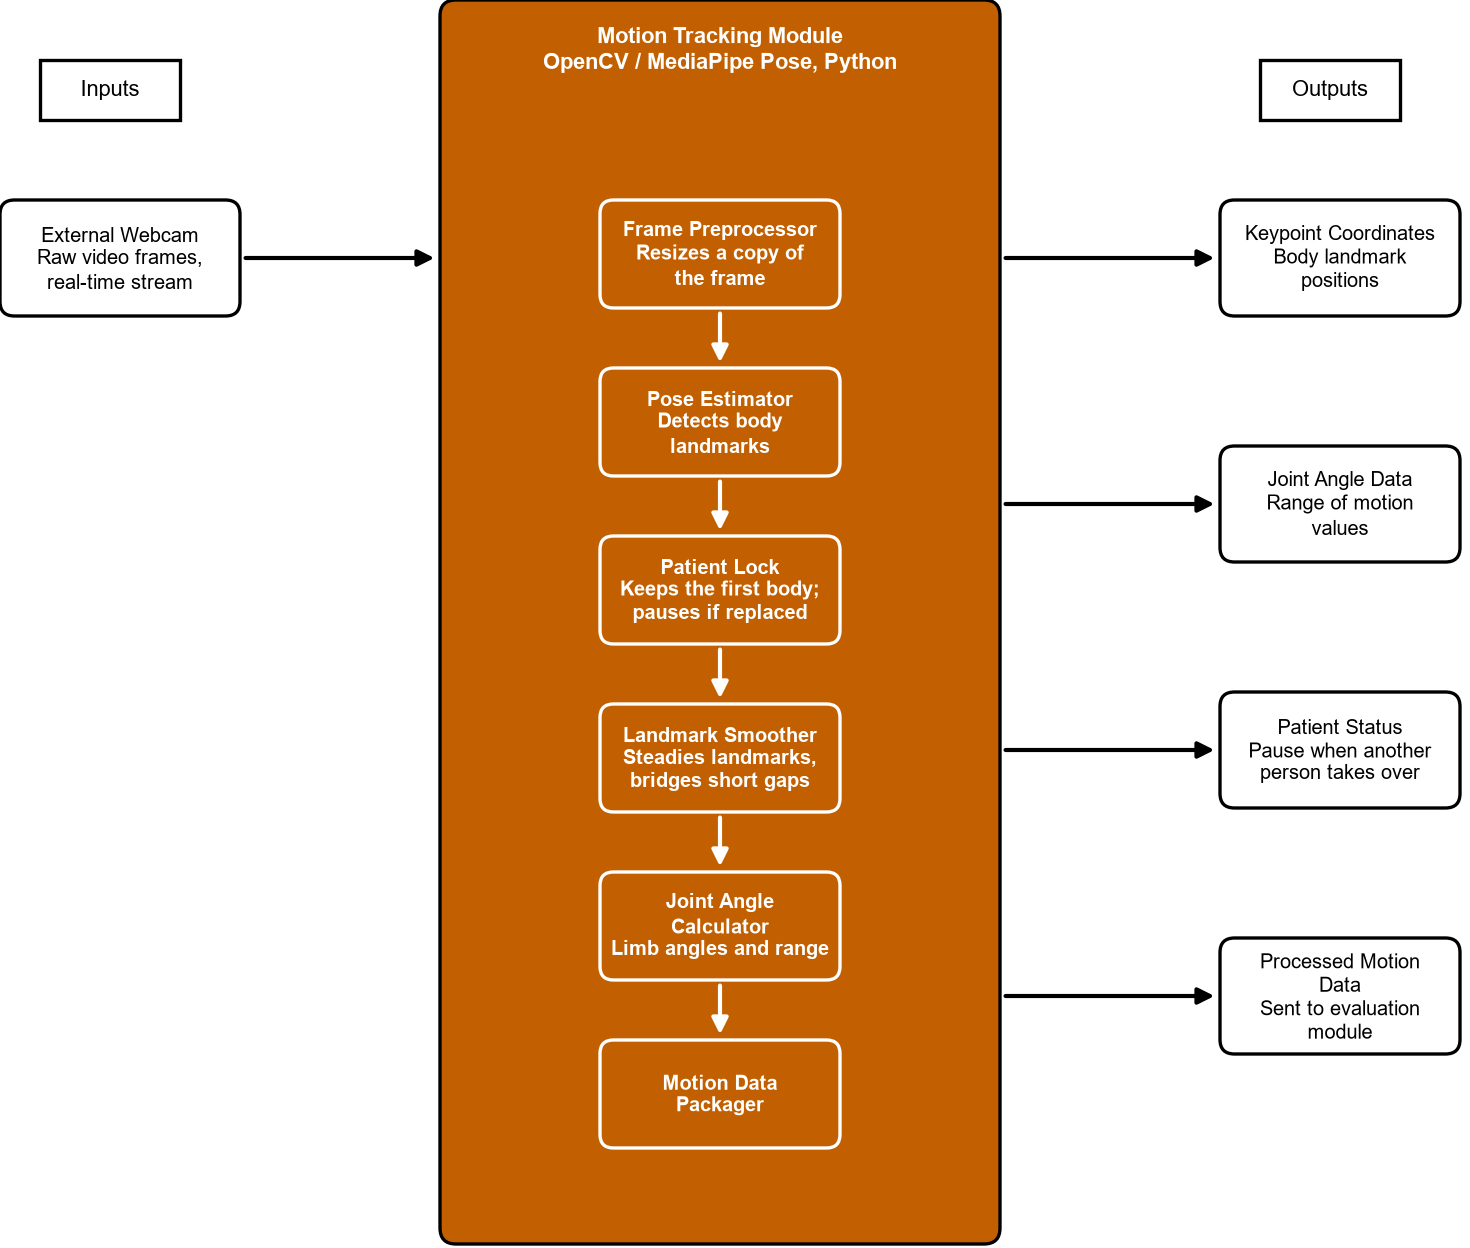 Motion Tracking Module
OpenCV / MediaPipe Pose, Python
Inputs
Outputs
External Webcam
Raw video frames,
real-time stream
Frame Preprocessor
Resizes a copy of
the frame
Pose Estimator
Detects body
landmarks
Patient Lock
Keeps the first body;
pauses if replaced
Landmark Smoother
Steadies landmarks,
bridges short gaps
Joint Angle
Calculator
Limb angles and range
Motion Data
Packager
Keypoint Coordinates
Body landmark
positions
Joint Angle Data
Range of motion
values
Patient Status
Pause when another
person takes over
Processed Motion
Data
Sent to evaluation
module